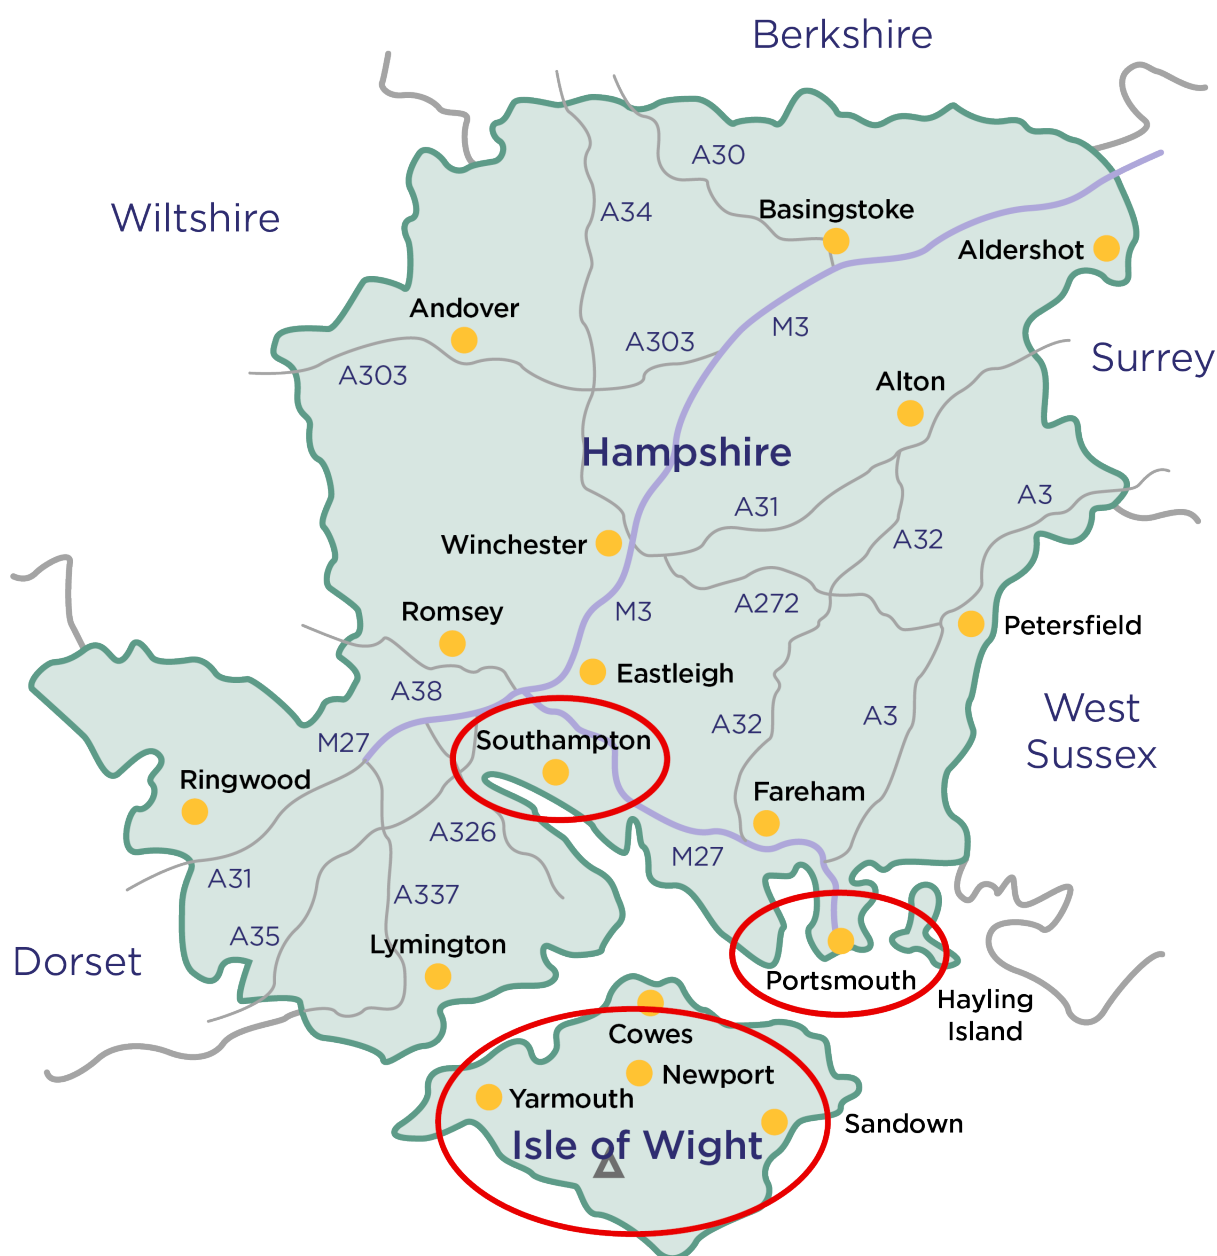 Berkshire
A30
Wiltshire
A34
Basingstoke
Aldershot
Andover
M3
A303
A303
Surrey
Alton
Hampshire
A31
A3
A32
Winchester
A272
M3
Romsey
Petersfield
Eastleigh
A38
A32
A3
West
Sussex
M27
Southampton
Ringwood
Fareham
A326
M27
A31
A337
A35
Lymington
Dorset
Portsmouth
Hayling
Island
Cowes
Newport
Yarmouth
Sandown
Isle of Wight